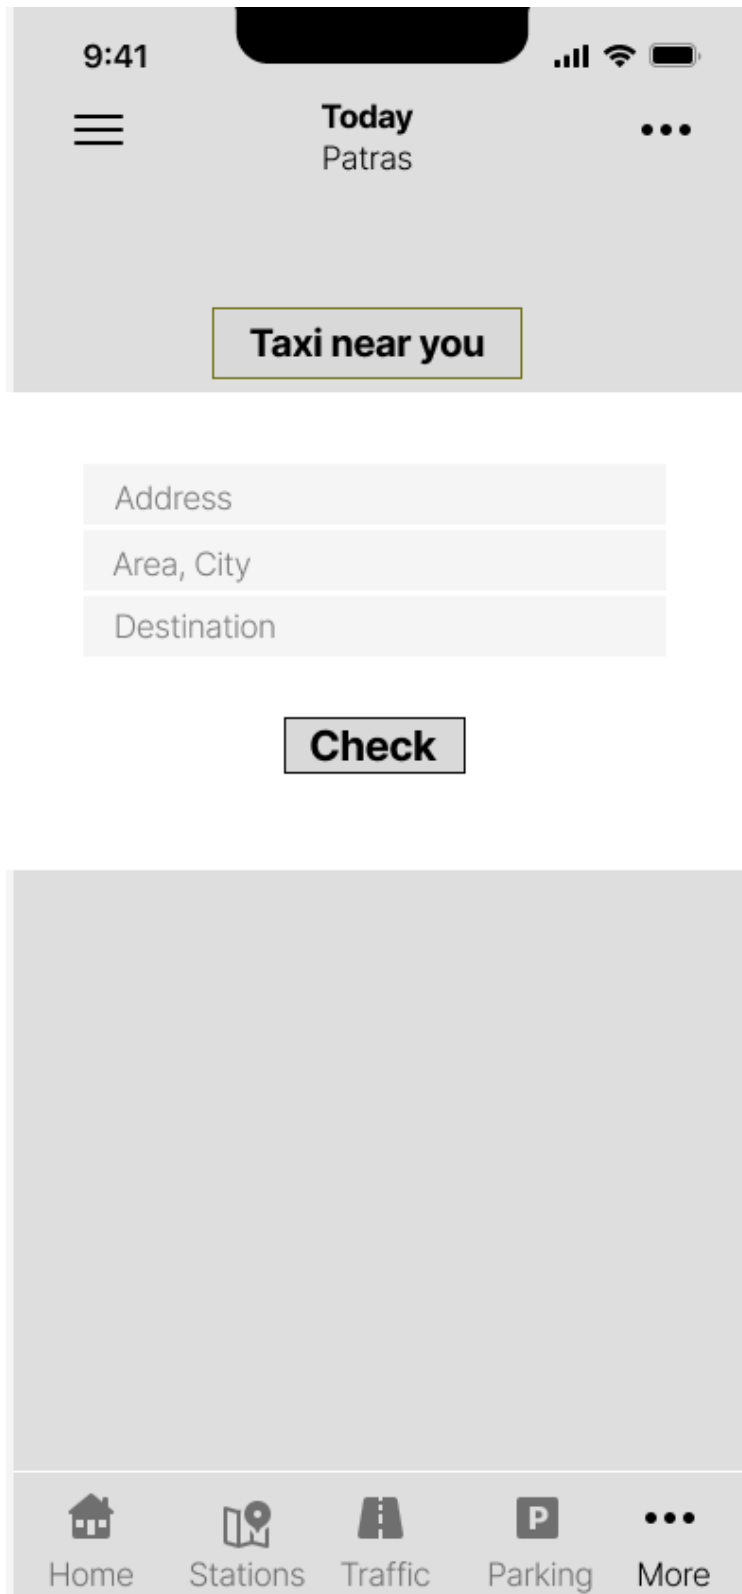 9:41
Today
Patras
Taxi near you
Address
Area, City
Destination
Check
P
Home Stations Traffic Parking More